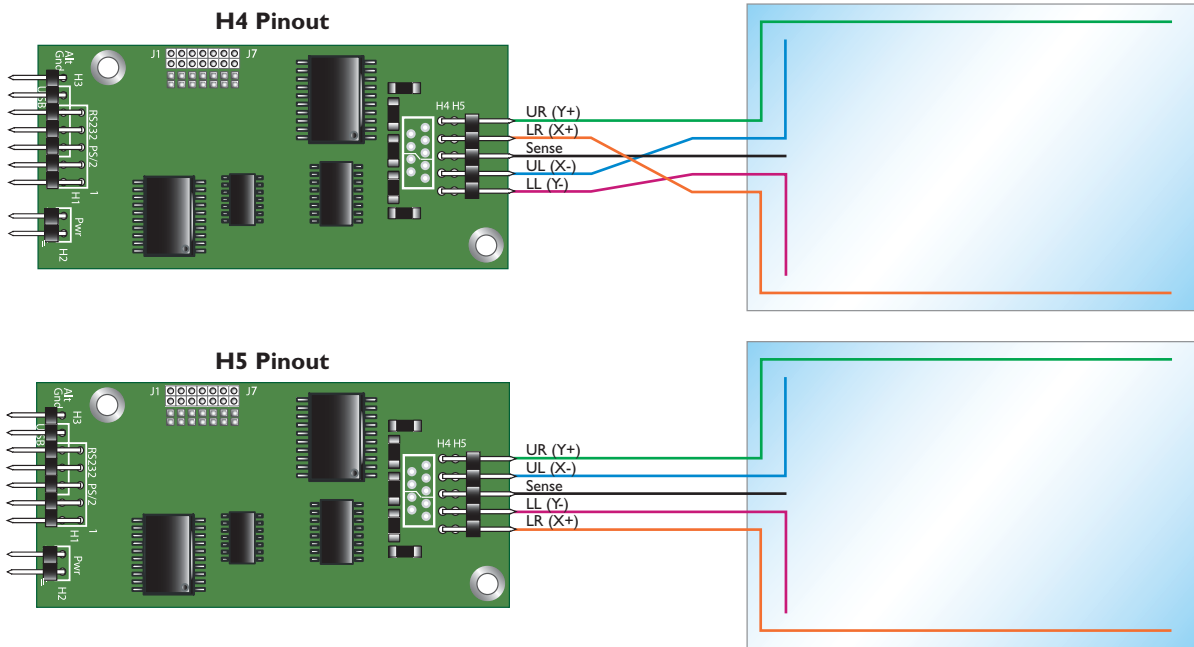 H4 Pinout
J1 J7
Alt
Gnd
H3
USB
RS232 PS/2
1
H1
Pwr
H2
H4 H5
UR (Y+)
LR (X+)
Sense
UL (X-)
LL (Y-)
H5 Pinout
J1 J7
Alt
Gnd
H3
USB
RS232 PS/2
1
H1
Pwr
H2
H4 H5
UR (Y+)
UL (X-)
Sense
LL (Y-)
LR (X+)